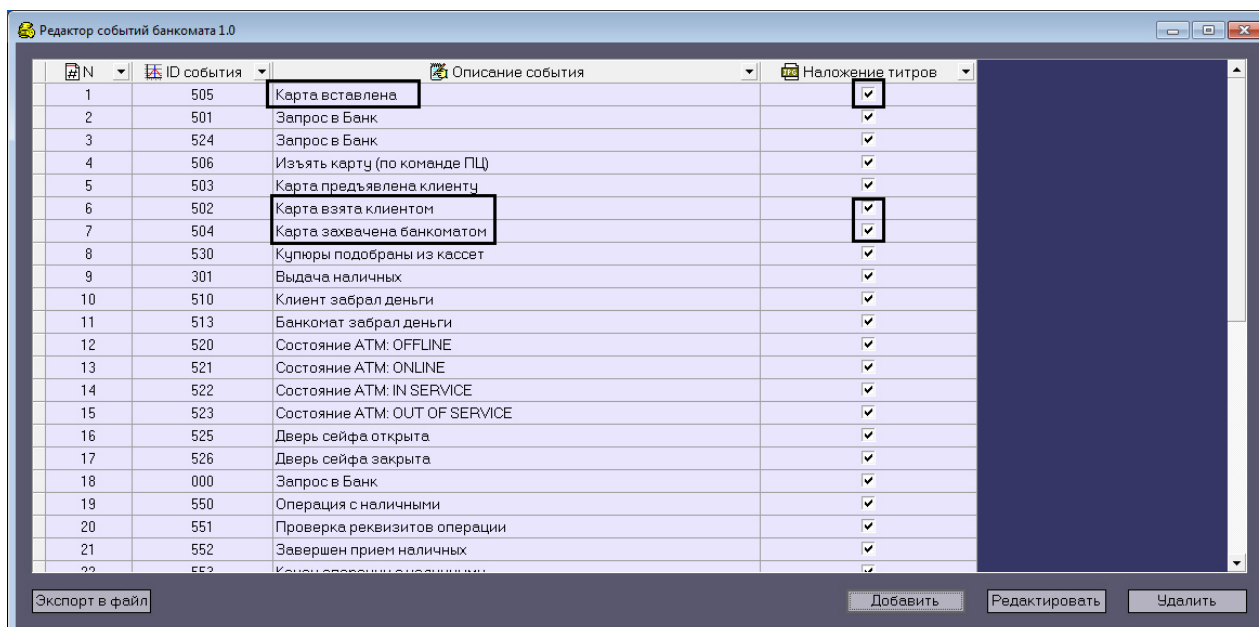 Редактор событий банкомата 1.0
N ID события Описание события Наложение титров
1 505 Карта вставлена
2 501 Запрос в Банк
3 524 Запрос в Банк
4 506 Изъять карту (по команде ПЦ)
5 503 Карта предъявлена клиенту
6 502 Карта взята клиентом
7 504 Карта захвачена банкоматом
8 530 Купюры подобраны из кассет
9 301 Выдача наличных
10 510 Клиент забрал деньги
11 513 Банкомат забрал деньги
12 520 Состояние ATM: OFFLINE
13 521 Состояние ATM: ONLINE
14 522 Состояние ATM: IN SERVICE
15 523 Состояние ATM: OUT OF SERVICE
16 525 Дверь сейфа открыта
17 526 Дверь сейфа закрыта
18 000 Запрос в Банк
19 550 Операция с наличными
20 551 Проверка реквизитов операции
21 552 Завершен прием наличных
22 553 Конец операции с наличными
Экспорт в файл Добавить Редактировать Удалить